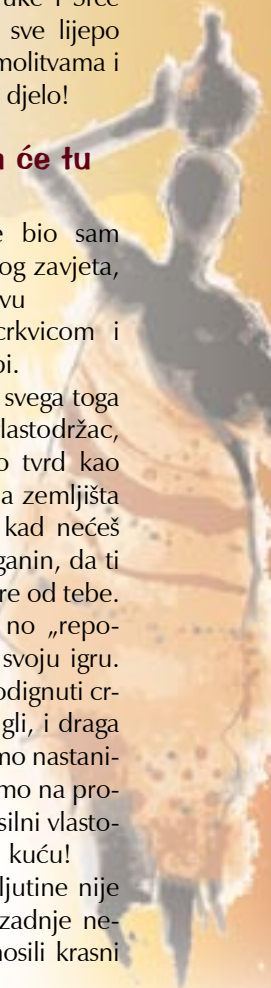 uke i Srce
sve lijepo
molitvama i
djelo!
će tu
bio sam
og zavjeta,
vu
crkvicom i
bi.
svega toga
lastodržac,
o tvrd kao
a zemljišta
kad nećeš
ganin, da ti
re od tebe.
no „repo-
svoju igru.
odignuti cr-
gli, i draga
mo nastani-
mo na pro-
silni vlasto-
kuću!
ljutine nije
zadnje ne-
nosili krasni